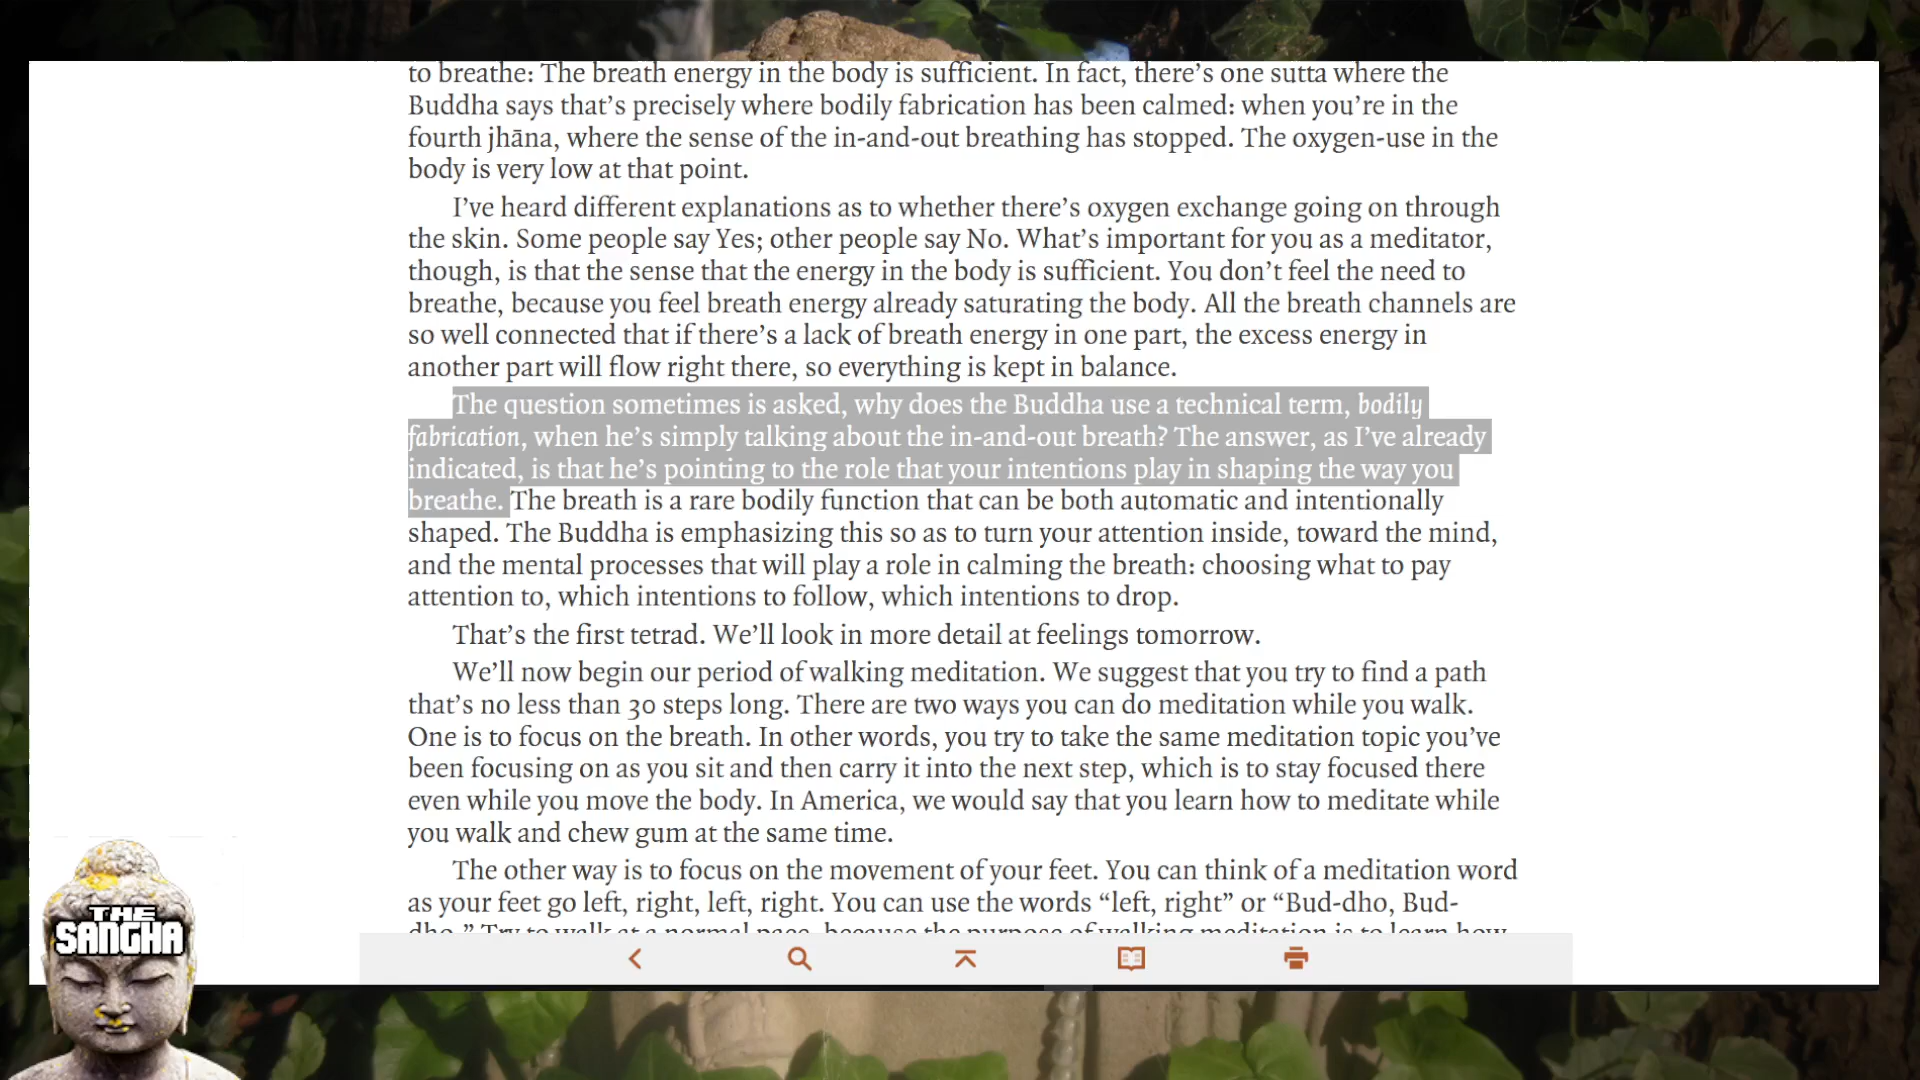 to breathe: The breath energy in the body is sufficient. In fact, there’s one sutta where the
Buddha says that’s precisely where bodily fabrication has been calmed: when you’re in the
fourth jhāna, where the sense of the in-and-out breathing has stopped. The oxygen-use in the
body is very low at that point.
I’ve heard different explanations as to whether there’s oxygen exchange going on through
the skin. Some people say Yes; other people say No. What’s important for you as a meditator,
though, is that the sense that the energy in the body is sufficient. You don’t feel the need to
breathe, because you feel breath energy already saturating the body. All the breath channels are
so well connected that if there’s a lack of breath energy in one part, the excess energy in
another part will flow right there, so everything is kept in balance.
The question sometimes is asked, why does the Buddha use a technical term, bodily
fabrication, when he’s simply talking about the in-and-out breath? The answer, as I’ve already
indicated, is that he’s pointing to the role that your intentions play in shaping the way you
breathe. The breath is a rare bodily function that can be both automatic and intentionally
shaped. The Buddha is emphasizing this so as to turn your attention inside, toward the mind,
and the mental processes that will play a role in calming the breath: choosing what to pay
attention to, which intentions to follow, which intentions to drop.
That’s the first tetrad. We’ll look in more detail at feelings tomorrow.
We’ll now begin our period of walking meditation. We suggest that you try to find a path
that’s no less than 30 steps long. There are two ways you can do meditation while you walk.
One is to focus on the breath. In other words, you try to take the same meditation topic you’ve
been focusing on as you sit and then carry it into the next step, which is to stay focused there
even while you move the body. In America, we would say that you learn how to meditate while
you walk and chew gum at the same time.
The other way is to focus on the movement of your feet. You can think of a meditation word
as your feet go left, right, left, right. You can use the words “left, right” or “Bud-dho, Bud-
dho.” Try to walk at a normal pace, because the purpose of walking meditation is to learn how
THE
SANGHA